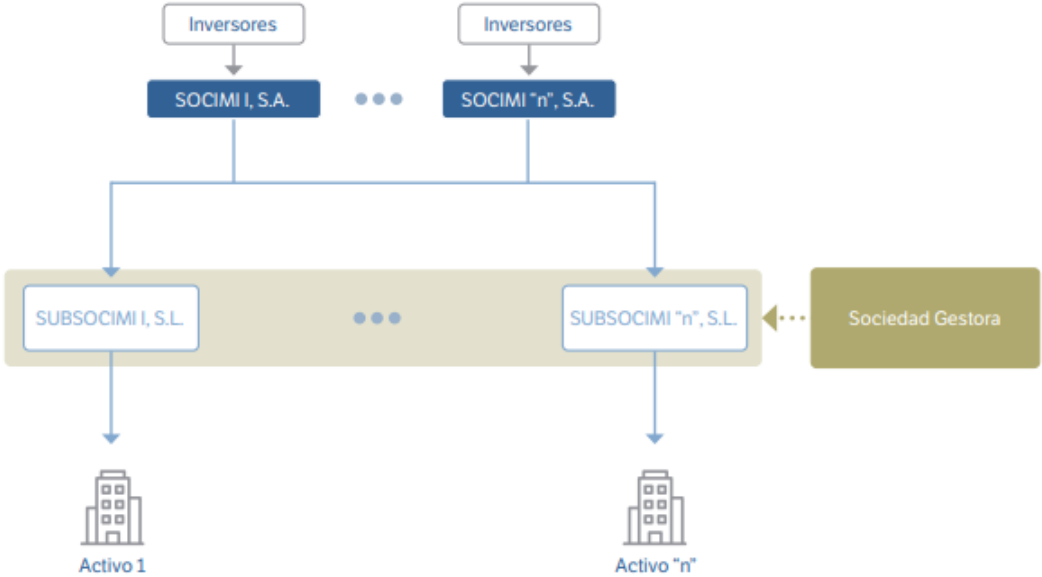 Inversores
Inversores
SOCIMI I, S.A.
SOCIMI "n", S.A.
SUBSOCIMI I, S.L.
SUBSOCIMI "n", S.L.
Sociedad Gestora
Activo 1
Activo "n"